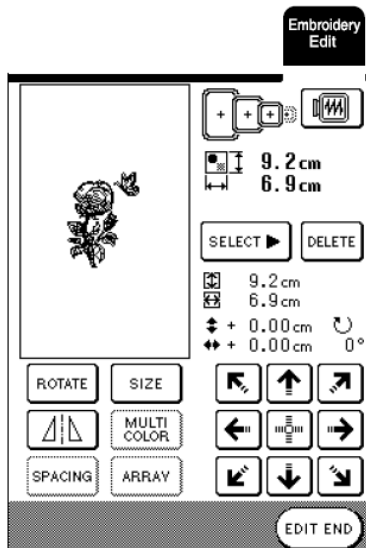 Embroidery
Edit
9.2cm
6.9cm
SELECT ▶ DELETE
9.2cm
6.9cm
+ 0.00cm
+ 0.00cm 0°
ROTATE SIZE
MULTI
COLOR
SPACING ARRAY
EDIT END